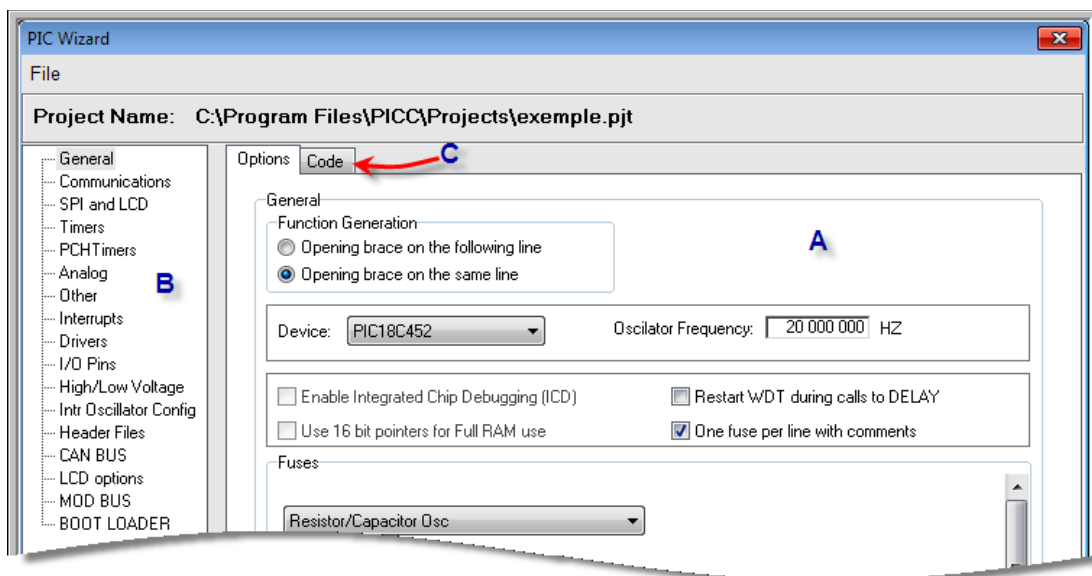 PIC Wizard
File
Project Name: C:\Program Files\PICC\Projects\exemple.pjt
General
Communications
SPI and LCD
Timers
PCHTimers
Analog
Other
Interrupts
Drivers
I/O Pins
High/Low Voltage
Intr Oscillator Config
Header Files
CAN BUS
LCD options
MOD BUS
BOOT LOADER
B
Options Code C
General
Function Generation
Opening brace on the following line
Opening brace on the same line
A
Device: PIC18C452 Oscilator Frequency: 20 000 000 HZ
Enable Integrated Chip Debugging (ICD) Restart WDT during calls to DELAY
Use 16 bit pointers for Full RAM use One fuse per line with comments
Fuses
Resistor/Capacitor Osc